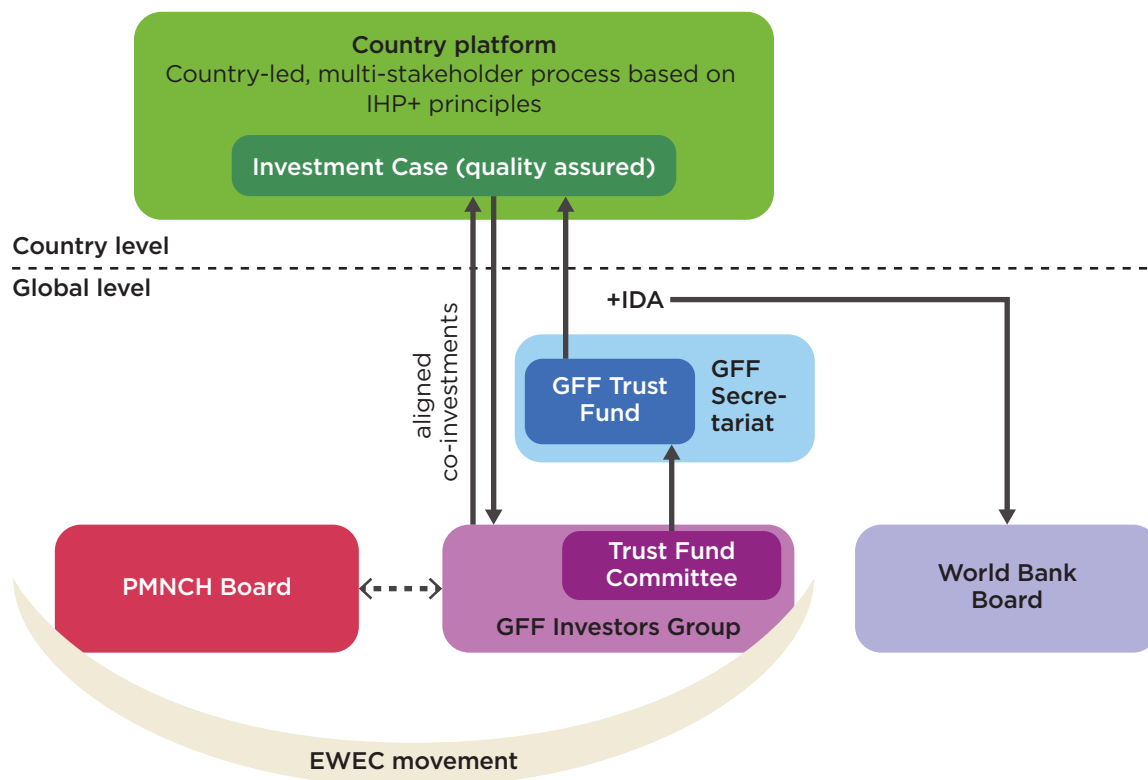 Country platform
Country-led, multi-stakeholder process based on
IHP+ principles
Investment Case (quality assured)
Country level
Global level
+IDA
aligned
co-investments
GFF Trust
Fund
GFF
Secre-
tariat
PMNCH Board
Trust Fund
Committee
GFF Investors Group
World Bank
Board
EWEC movement